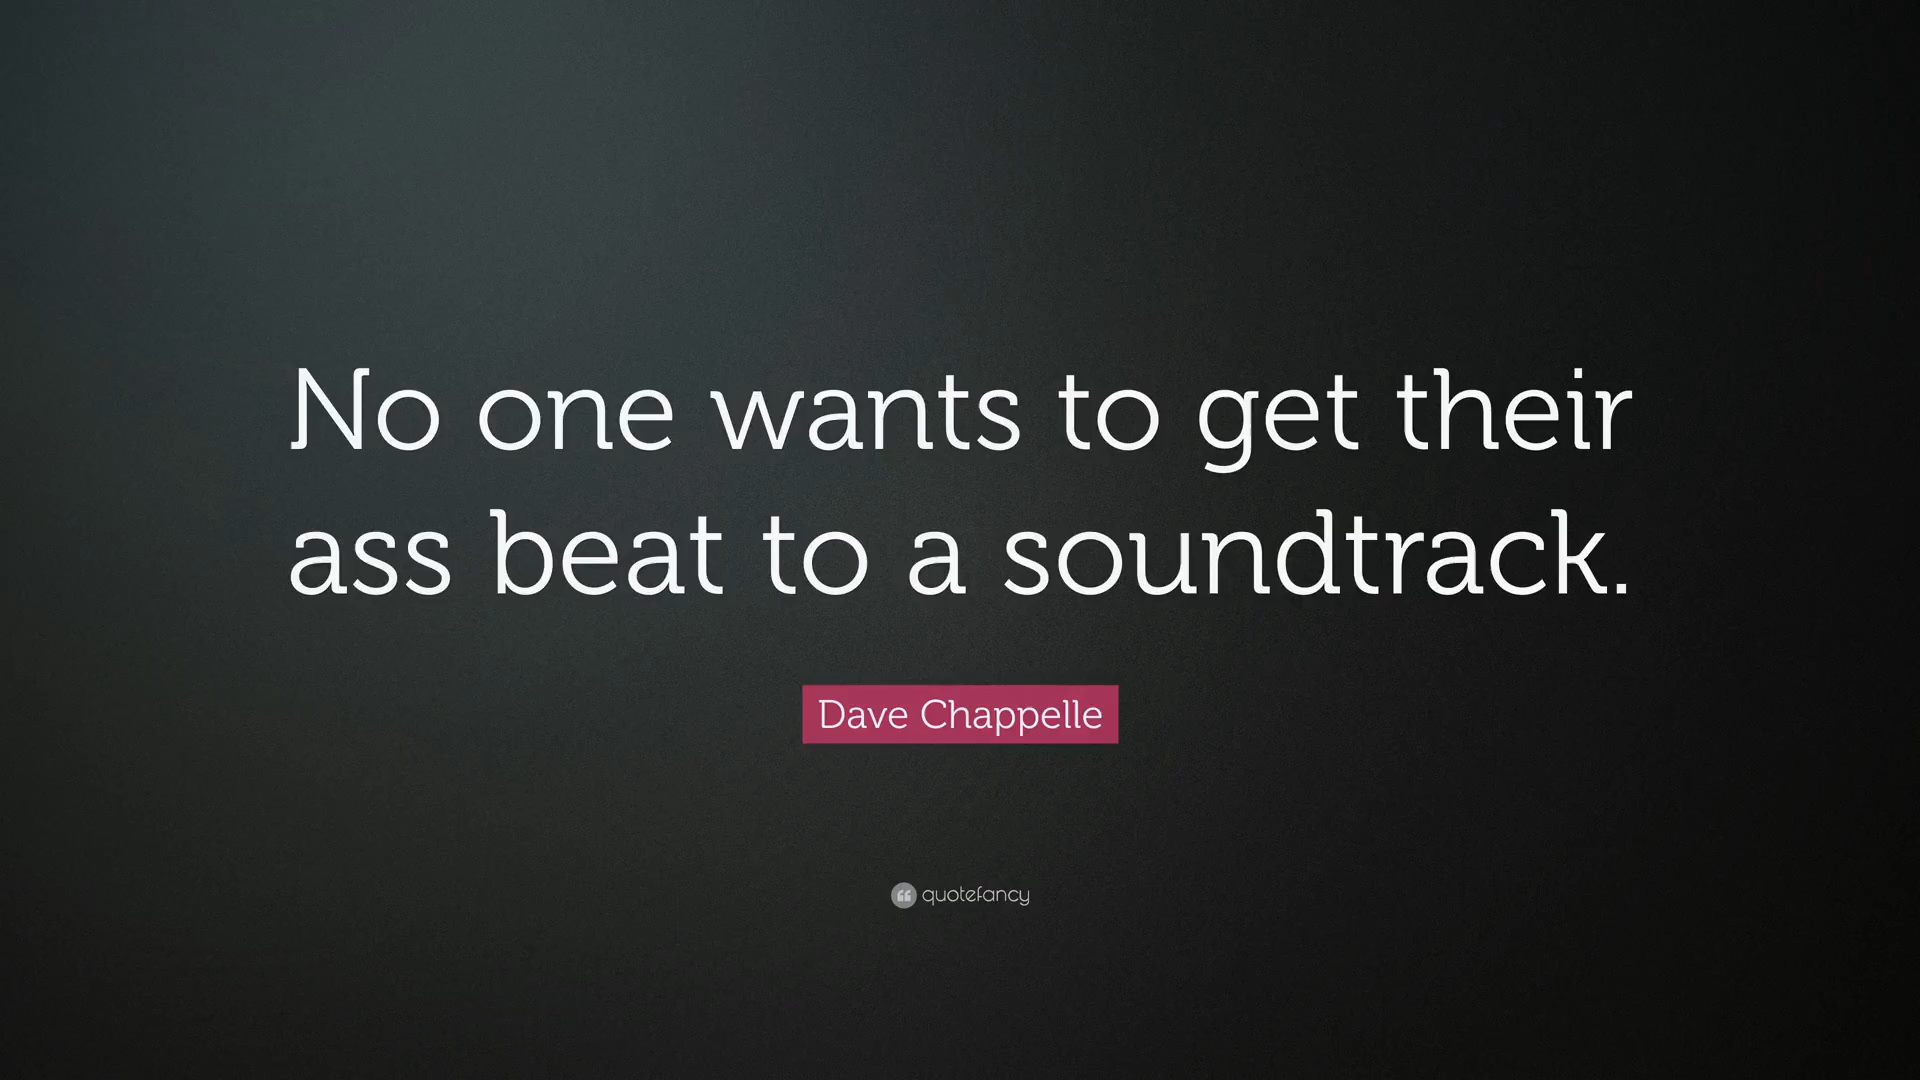 No one wants to get their
ass beat to a soundtrack.
Dave Chappelle
quotefancy